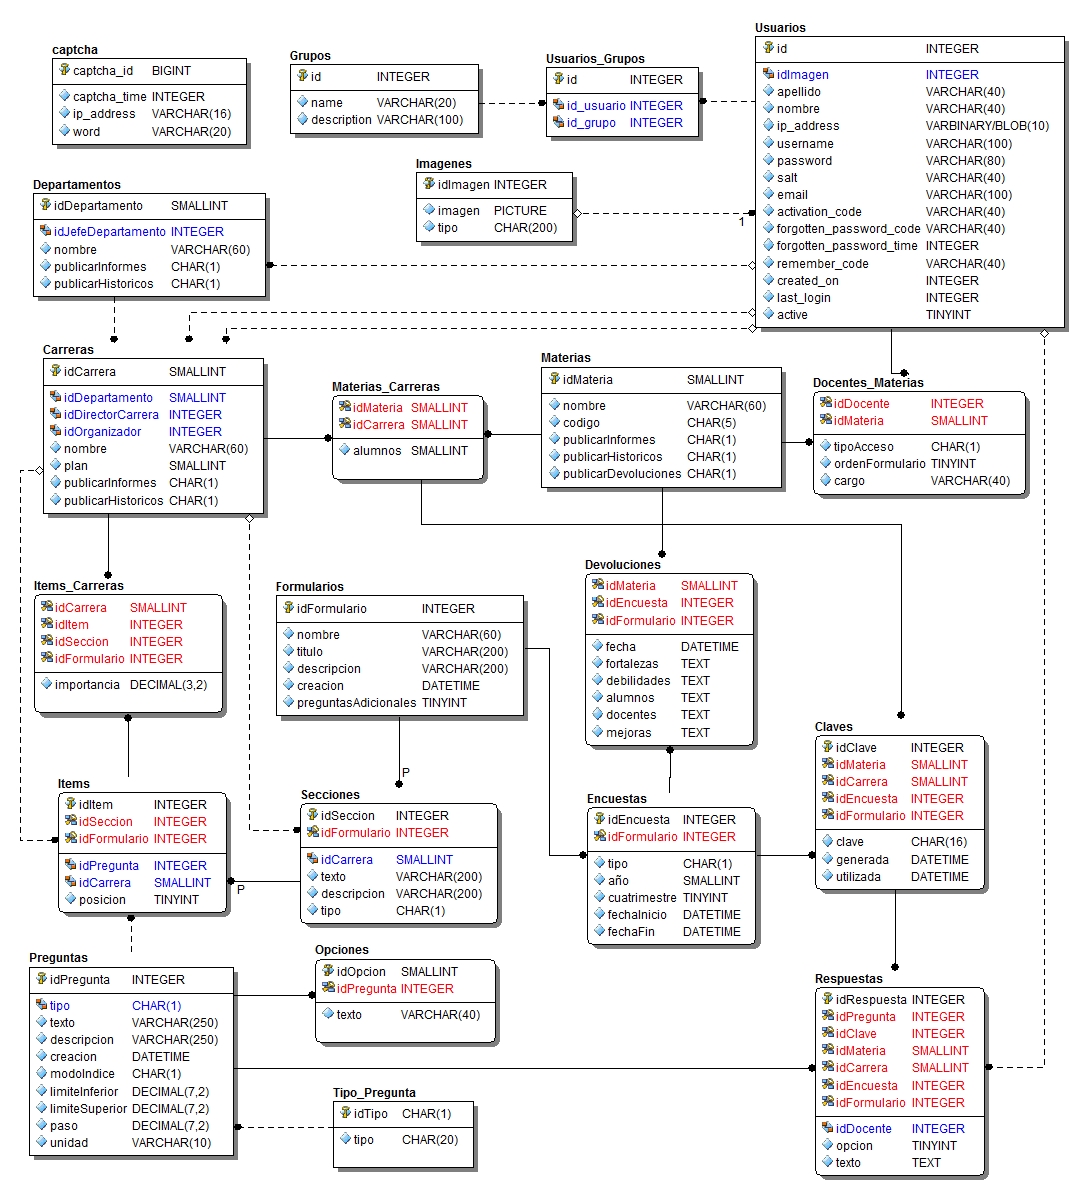 captcha
captcha_id BIGINT
captcha_time INTEGER
ip_address VARCHAR(16)
word VARCHAR(20)
Grupos
id INTEGER
name VARCHAR(20)
description VARCHAR(100)
Usuarios_Grupos
id INTEGER
id_usuario INTEGER
id_grupo INTEGER
Usuarios
id INTEGER
idImagen INTEGER
apellido VARCHAR(40)
nombre VARCHAR(40)
ip_address VARBINARY/BLOB(10)
username VARCHAR(100)
password VARCHAR(80)
salt VARCHAR(40)
email VARCHAR(100)
activation_code VARCHAR(40)
forgotten_password_code VARCHAR(40)
forgotten_password_time INTEGER
remember_code VARCHAR(40)
created_on INTEGER
last_login INTEGER
active TINYINT
Imagenes
idImagen INTEGER
imagen PICTURE
tipo CHAR(200)
1
Departamentos
idDepartamento SMALLINT
idJefeDepartamento INTEGER
nombre VARCHAR(60)
publicarInformes CHAR(1)
publicarHistoricos CHAR(1)
Carreras
idCarrera SMALLINT
idDepartamento SMALLINT
idDirectorCarrera INTEGER
idOrganizador INTEGER
nombre VARCHAR(60)
plan SMALLINT
publicarInformes CHAR(1)
publicarHistoricos CHAR(1)
Materias_Carreras
idMateria SMALLINT
idCarrera SMALLINT
alumnos SMALLINT
Materias
idMateria SMALLINT
nombre VARCHAR(60)
codigo CHAR(5)
publicarInformes CHAR(1)
publicarHistoricos CHAR(1)
publicarDevoluciones CHAR(1)
Docentes_Materias
idDocente INTEGER
idMateria SMALLINT
tipoAcceso CHAR(1)
ordenFormulario TINYINT
cargo VARCHAR(40)
Items_Carreras
idCarrera SMALLINT
idItem INTEGER
idSeccion INTEGER
idFormulario INTEGER
importancia DECIMAL(3,2)
Formularios
idFormulario INTEGER
nombre VARCHAR(60)
titulo VARCHAR(200)
descripcion VARCHAR(200)
creacion DATETIME
preguntasAdicionales TINYINT
P
Devoluciones
idMateria SMALLINT
idEncuesta INTEGER
idFormulario INTEGER
fecha DATETIME
fortalezas TEXT
debilidades TEXT
alumnos TEXT
docentes TEXT
mejoras TEXT
Claves
idClave INTEGER
idMateria SMALLINT
idCarrera SMALLINT
idEncuesta INTEGER
idFormulario INTEGER
clave CHAR(16)
generada DATETIME
utilizada DATETIME
Items
idItem INTEGER
idSeccion INTEGER
idFormulario INTEGER
idPregunta INTEGER
idCarrera SMALLINT
posicion TINYINT
P
Secciones
idSeccion INTEGER
idFormulario INTEGER
idCarrera SMALLINT
texto VARCHAR(200)
descripcion VARCHAR(200)
tipo CHAR(1)
Encuestas
idEncuesta INTEGER
idFormulario INTEGER
tipo CHAR(1)
año SMALLINT
cuatrimestre TINYINT
fechaInicio DATETIME
fechaFin DATETIME
Preguntas
idPregunta INTEGER
tipo CHAR(1)
texto VARCHAR(250)
descripcion VARCHAR(250)
creacion DATETIME
modoIndice CHAR(1)
limiteInferior DECIMAL(7,2)
limiteSuperior DECIMAL(7,2)
paso DECIMAL(7,2)
unidad VARCHAR(10)
Opciones
idOpcion SMALLINT
idPregunta INTEGER
texto VARCHAR(40)
Tipo_Pregunta
idTipo CHAR(1)
tipo CHAR(20)
Respuestas
idRespuesta INTEGER
idPregunta INTEGER
idClave INTEGER
idMateria SMALLINT
idCarrera SMALLINT
idEncuesta INTEGER
idFormulario INTEGER
idDocente INTEGER
opcion TINYINT
texto TEXT